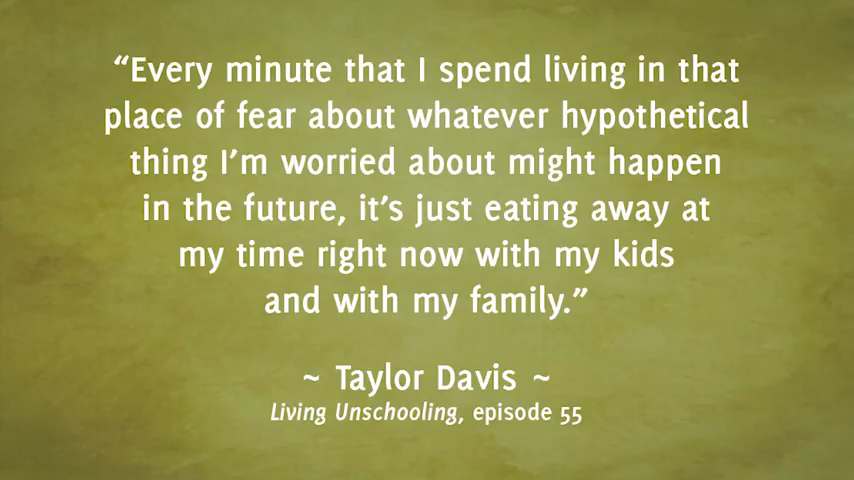 “Every minute that I spend living in that
place of fear about whatever hypothetical
thing I’m worried about might happen
in the future, it’s just eating away at
my time right now with my kids
and with my family.”
~ Taylor Davis ~
Living Unschooling, episode 55